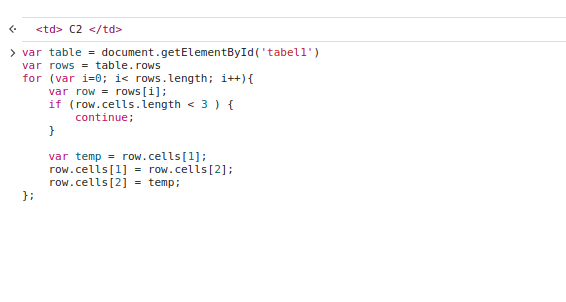 <td> C2 </td>
var table = document.getElementById('tabel1')
var rows = table.rows
for (var i=0; i< rows.length; i++){
    var row = rows[i];
    if (row.cells.length < 3 ) {
        continue;
    }

    var temp = row.cells[1];
    row.cells[1] = row.cells[2];
    row.cells[2] = temp;
};